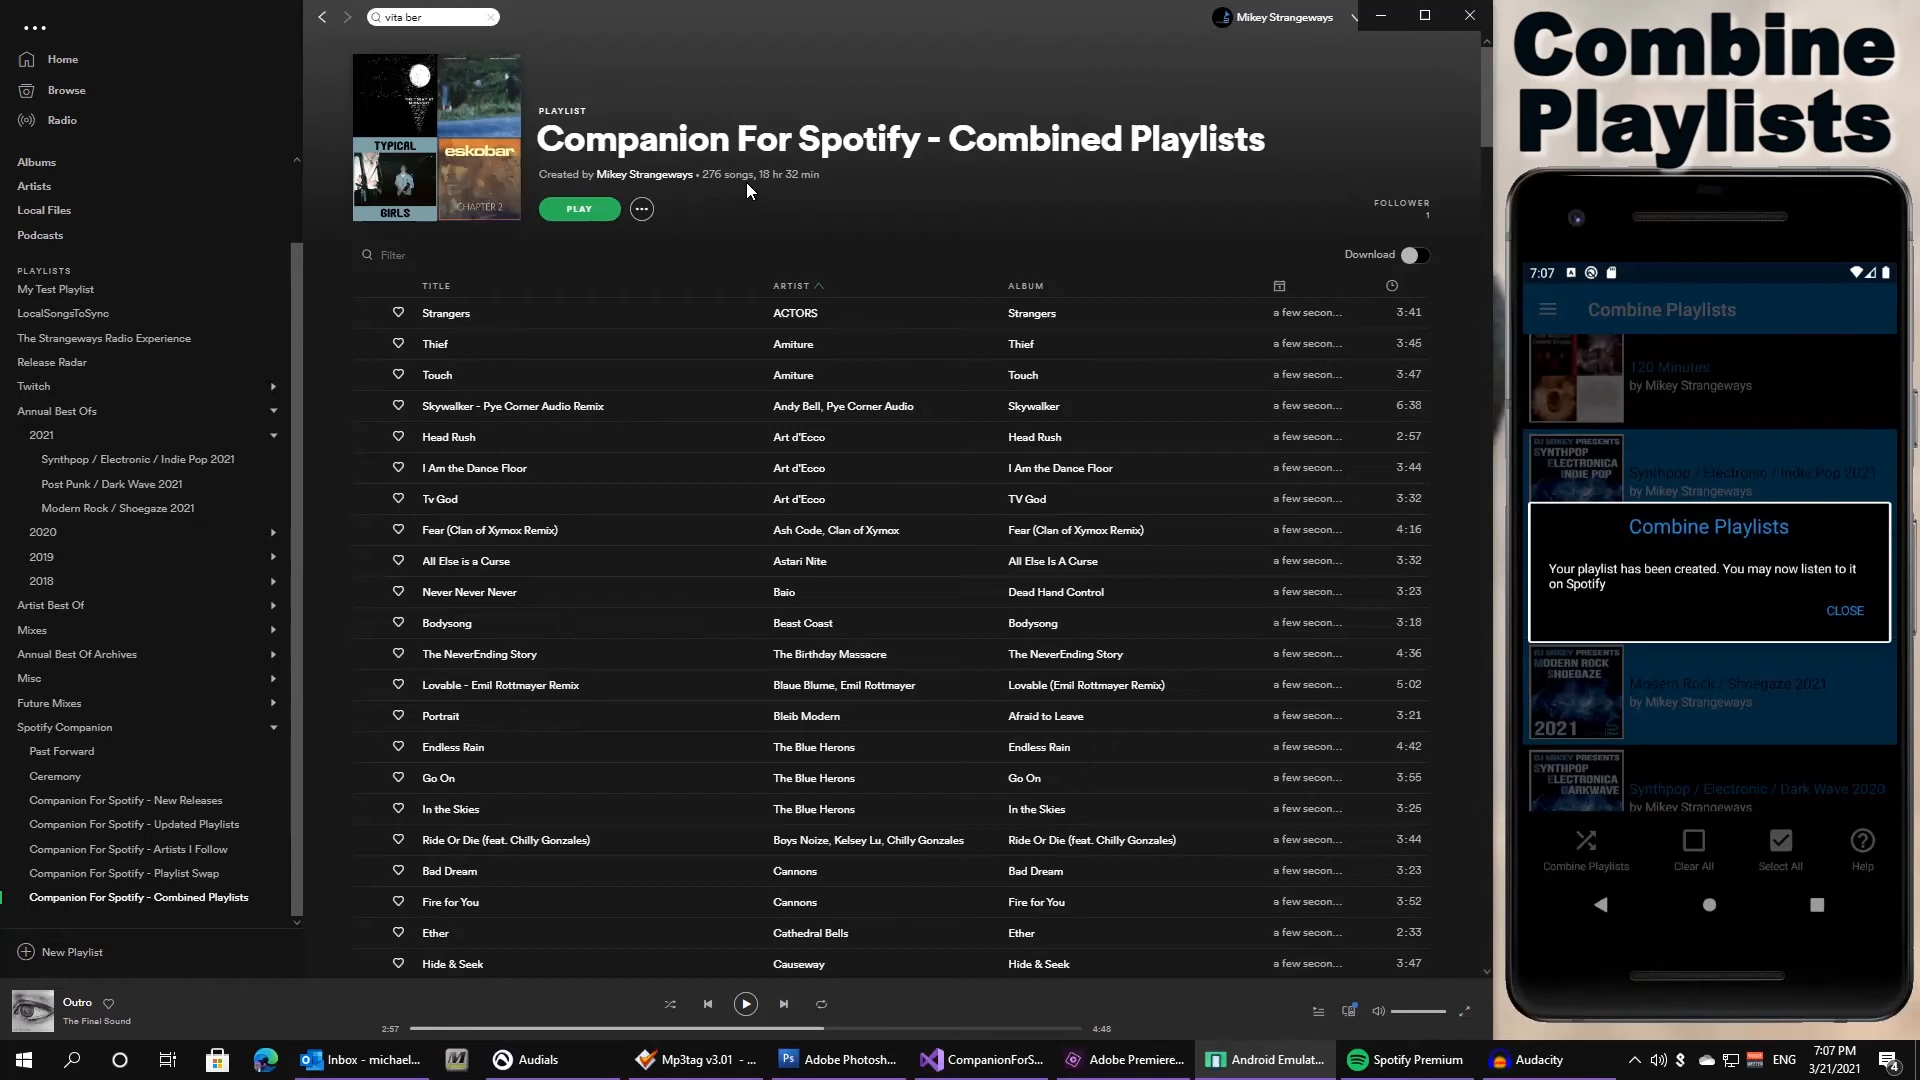 vita ber
Mikey Strangeways
Home
Browse
Radio
Albums
Artists
Local Files
Podcasts
PLAYLISTS
My Test Playlist
LocalSongsToSync
The Strangeways Radio Experience
Release Radar
Twitch
Annual Best Ofs
2021
Synthpop / Electronic / Indie Pop 2021
Post Punk / Dark Wave 2021
Modern Rock / Shoegaze 2021
2020
2019
2018
Artist Best Of
Mixes
Annual Best Of Archives
Misc
Future Mixes
Spotify Companion
Past Forward
Ceremony
Companion For Spotify - New Releases
Companion For Spotify - Updated Playlists
Companion For Spotify - Artists I Follow
Companion For Spotify - Playlist Swap
Companion For Spotify - Combined Playlists
New Playlist
TYPICAL
GIRLS
eskobar
CHAPTER 2
PLAYLIST
Companion For Spotify - Combined Playlists
Created by Mikey Strangeways • 276 songs, 18 hr 32 min
PLAY
FOLLOWER
1
Filter
Download
TITLE ARTIST ALBUM
Strangers ACTORS Strangers a few secon... 3:41
Thief Amiture Thief a few secon... 3:45
Touch Amiture Touch a few secon... 3:47
Skywalker - Pye Corner Audio Remix Andy Bell, Pye Corner Audio Skywalker a few secon... 6:38
Head Rush Art d'Ecco Head Rush a few secon... 2:57
I Am the Dance Floor Art d'Ecco I Am the Dance Floor a few secon... 3:44
Tv God Art d'Ecco TV God a few secon... 3:32
Fear (Clan of Xymox Remix) Ash Code, Clan of Xymox Fear (Clan of Xymox Remix) a few secon... 4:16
All Else is a Curse Astari Nite All Else Is A Curse a few secon... 3:32
Never Never Never Baio Dead Hand Control a few secon... 3:23
Bodysong Beast Coast Bodysong a few secon... 3:18
The NeverEnding Story The Birthday Massacre The NeverEnding Story a few secon... 4:36
Lovable - Emil Rottmayer Remix Blaue Blume, Emil Rottmayer Lovable (Emil Rottmayer Remix) a few secon... 5:02
Portrait Bleib Modern Afraid to Leave a few secon... 3:21
Endless Rain The Blue Herons Endless Rain a few secon... 4:42
Go On The Blue Herons Go On a few secon... 3:55
In the Skies The Blue Herons In the Skies a few secon... 3:25
Ride Or Die (feat. Chilly Gonzales) Boys Noize, Kelsey Lu, Chilly Gonzales Ride Or Die (feat. Chilly Gonzales) a few secon... 3:44
Bad Dream Cannons Bad Dream a few secon... 3:23
Fire for You Cannons Fire for You a few secon... 3:52
Ether Cathedral Bells Ether a few secon... 2:33
Hide & Seek Causeway Hide & Seek a few secon... 3:47
Outro
The Final Sound
2:57
4:48
Combine
Playlists
7:07
Combine Playlists
120 Minutes
by Mikey Strangeways
DJ MIKEY PRESENTS
SYNTHPOP
ELECTRONICA
INDIE POP
Synthpop / Electronic / Indie Pop 2021
by Mikey Strangeways
Combine Playlists
Your playlist has been created. You may now listen to it
on Spotify
CLOSE
DJ MIKEY PRESENTS
MODERN ROCK
SHOEGAZE
2021
Modern Rock / Shoegaze 2021
by Mikey Strangeways
DJ MIKEY PRESENTS
SYNTHPOP
ELECTRONICA
DARKWAVE
Synthpop / Electronic / Dark Wave 2020
by Mikey Strangeways
Combine Playlists
Clear All
Select All
Help
Inbox - michael...
Audials
Mp3tag v3.01 - ...
Adobe Photosh...
CompanionForS...
Adobe Premiere...
Android Emulat...
Spotify Premium
Audacity
ENG
7:07 PM
3/21/2021
4